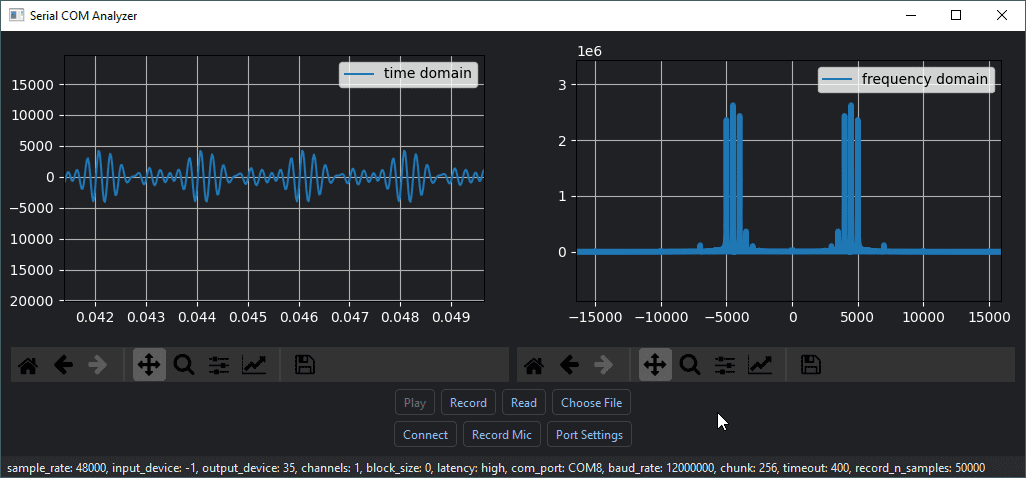 Serial COM Analyzer
time domain
15000
10000
5000
0
−5000
10000
15000
20000
0.042 0.043 0.044 0.045 0.046 0.047 0.048 0.049
1e6
frequency domain
3
2
1
0
−15000 −10000 −5000 0 5000 10000 15000
Play Record Read Choose File
Connect Record Mic Port Settings
sample_rate: 48000, input_device: -1, output_device: 35, channels: 1, block_size: 0, latency: high, com_port: COM8, baud_rate: 12000000, chunk: 256, timeout: 400, record_n_samples: 50000